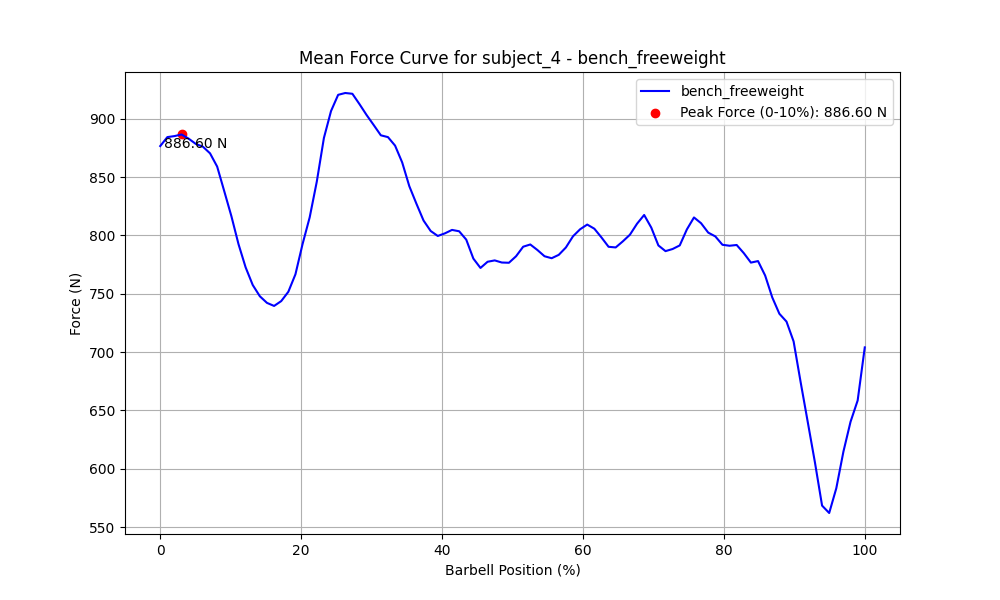 Mean Force Curve for subject_4 - bench_freeweight
bench_freeweight
Peak Force (0-10%): 886.60 N
886.60 N
900
850
800
750
700
650
600
550
Force (N)
0 20 40 60 80 100
Barbell Position (%)